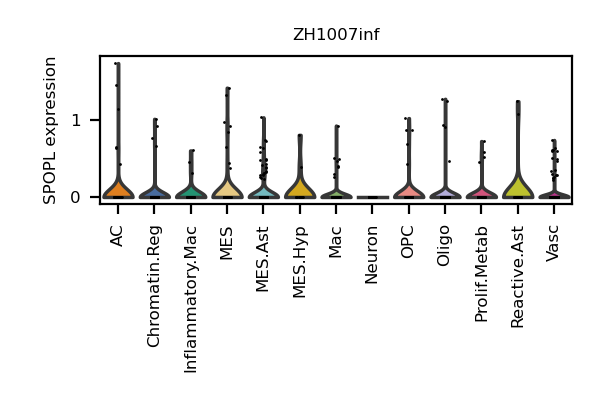 ZH1007inf
SPOPL expression
1
0
AC
Chromatin.Reg
Inflammatory.Mac
MES
MES.Ast
MES.Hyp
Mac
Neuron
OPC
Oligo
Prolif.Metab
Reactive.Ast
Vasc